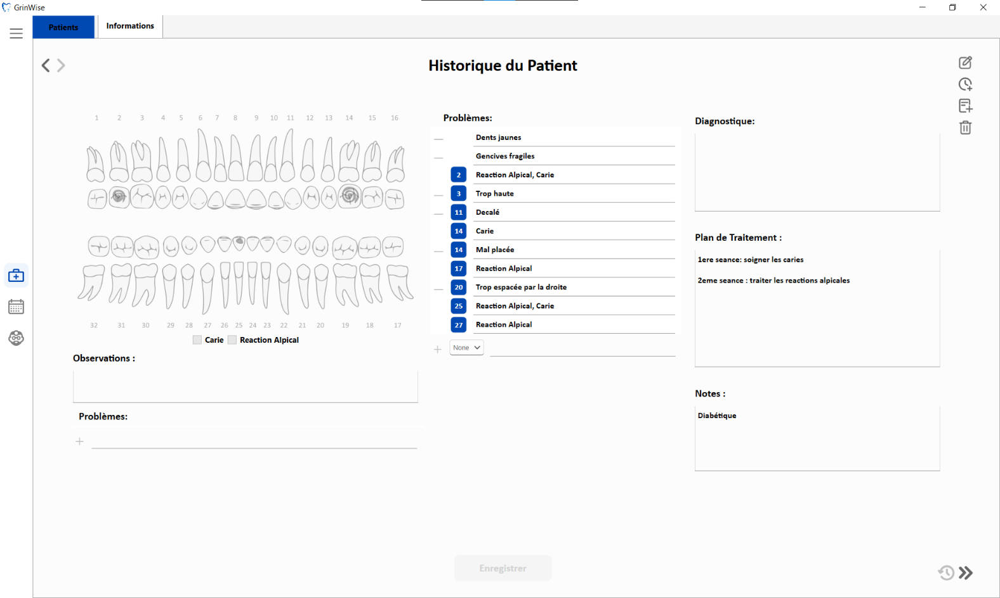 GrinWise
Patients
Informations
Historique du Patient
1 2 3 4 5 6 7 8 9 10 11 12 13 14 15 16
32 31 30 29 28 27 26 25 24 23 22 21 20 19 18 17
Carie Reaction Alpical
Observations :
Problèmes:
Problèmes:
Dents jaunes
Gencives fragiles
2 Reaction Alpical, Carie
3 Trop haute
11 Decalé
14 Carie
14 Mal placée
17 Reaction Alpical
20 Trop espacée par la droite
25 Reaction Alpical, Carie
27 Reaction Alpical
None
Diagnostique:
Plan de Traitement :
1ere seance: soigner les caries
2eme seance : traiter les reactions alpicales
Notes :
Diabétique
Enregistrer